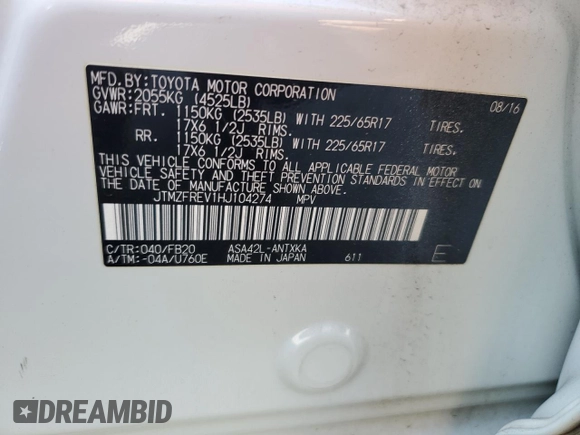 MFD.BY:TOYOTA MOTOR CORPORATION 08/16
GVWR:2055KG (4525LB)
GAWR:FRT. 1150KG (2535LB) WITH 225/65R17 TIRES.
17X6 1/2J RIMS.
RR. 1150KG (2535LB) WITH 225/65R17 TIRES.
17X6 1/2J RIMS.
THIS VEHICLE CONFORMS TO ALL APPLICABLE FEDERAL MOTOR
VEHICLE SAFETY AND THEFT PREVENTION STANDARDS IN EFFECT ON
THE DATE OF MANUFACTURE SHOWN ABOVE.
JTMZFREV1HJ104274 MPV
C/TR:040/FB20 ASA42L-ANTXKA
A/TM:-04A/U760E MADE IN JAPAN 611 E
DREAMBID